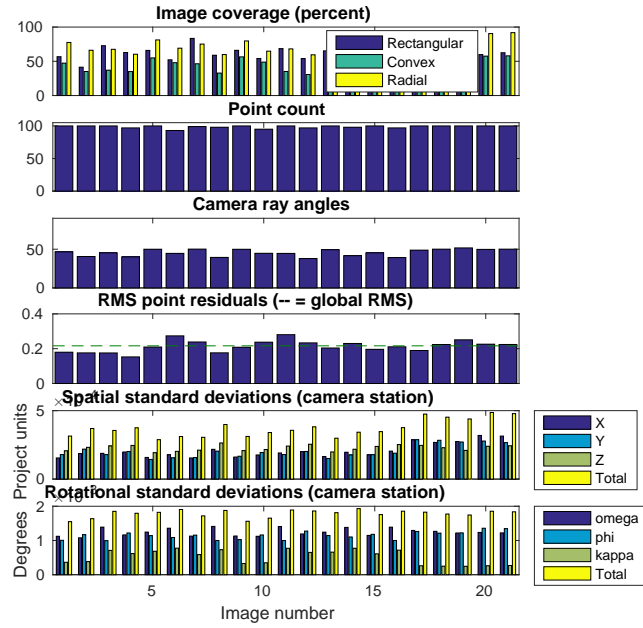 Image coverage (percent)
100
50
0
Rectangular
Convex
Radial
Point count
100
50
0
Camera ray angles
50
0
RMS point residuals (-- = global RMS)
0.4
0.2
0
Spatial standard deviations (camera station)
5
0
Project units
X
Y
Z
Total
Rotational standard deviations (camera station)
2
1
0
Degrees
omega
phi
kappa
Total
5
10
15
20
Image number